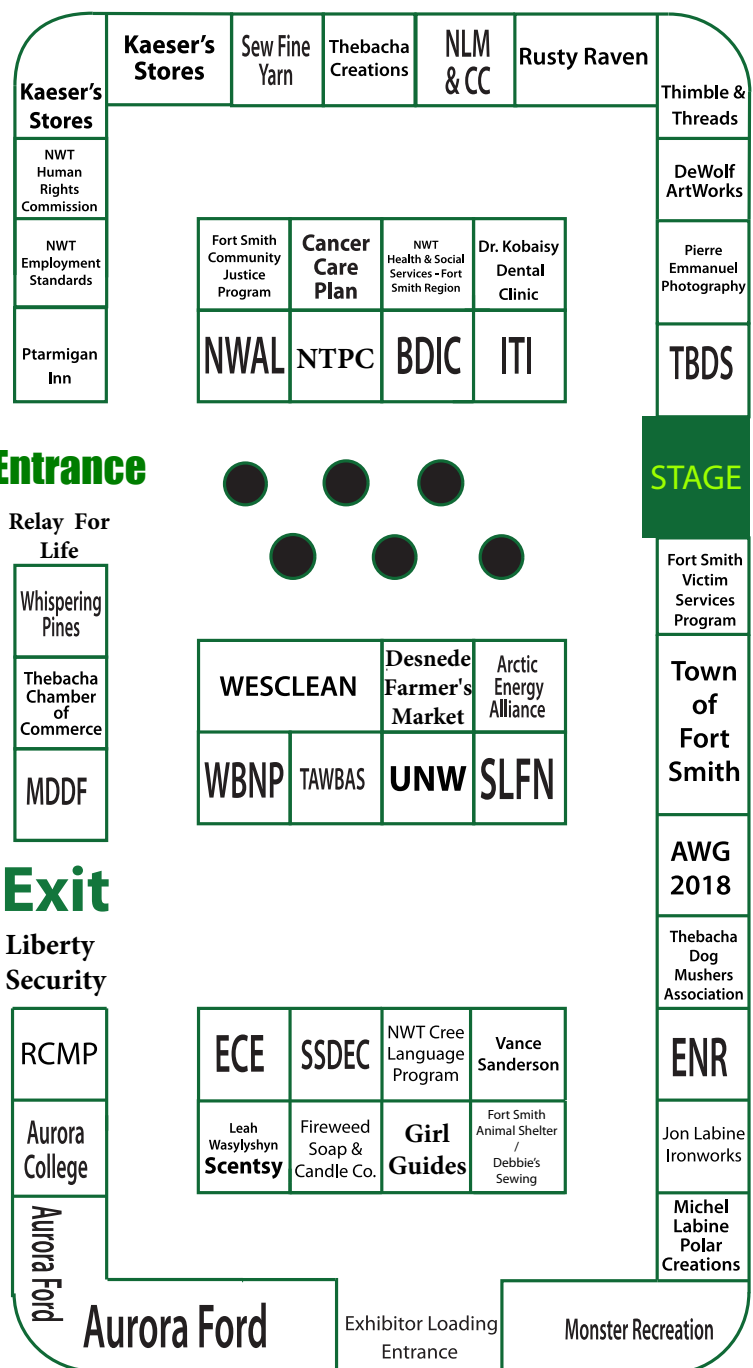 Kaeser's
Stores
Kaeser's
Stores
Sew Fine
Yarn
Thebacha
Creations
NLM
& CC
Rusty Raven
Thimble &
Threads
NWT
Human
Rights
Commission
NWT
Employment
Standards
Ptarmigan
Inn
DeWolf
ArtWorks
Pierre
Emmanuel
Photography
TBDS
Fort Smith
Community
Justice
Program
Cancer
Care
Plan
NWT
Health & Social
Services - Fort
Smith Region
Dr. Kobaisy
Dental
Clinic
NWAL
NTPC
BDIC
ITI
Entrance
STAGE
Relay For
Life
Whispering
Pines
Thebacha
Chamber
of
Commerce
MDDF
Fort Smith
Victim
Services
Program
Town
of
Fort
Smith
WESCLEAN
Desnede
Farmer's
Market
Arctic
Energy
Alliance
WBNP
TAWBAS
UNW
SLFN
AWG
2018
Exit
Liberty
Security
Thebacha
Dog
Mushers
Association
RCMP
Aurora
College
Aurora Ford
ECE
SSDEC
NWT Cree
Language
Program
Vance
Sanderson
Leah
Wasylyshyn
Scentsy
Fireweed
Soap &
Candle Co.
Girl
Guides
Fort Smith
Animal Shelter
/
Debbie's
Sewing
ENR
Jon Labine
Ironworks
Michel
Labine
Polar
Creations
Aurora Ford
Exhibitor Loading
Entrance
Monster Recreation